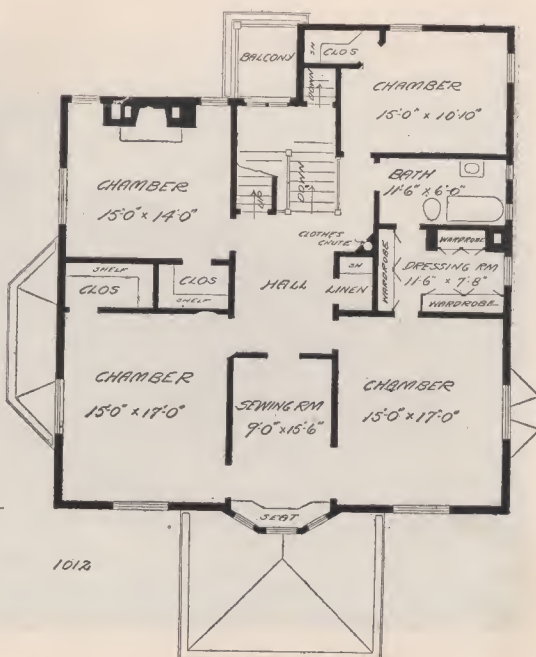 BALCONY
SH
CLOS
DOWN
CHAMBER
15'-0" x 10'-10"
CHAMBER
15'-0" x 14'-0"
UP
DOWN
BATH
11'-6" x 6'-0"
CLOTHES
CHUTE
WARDROBE
DRESSING RM
11'-6" x 7'-8"
WARDROBE
WARDROBE
SHELF
CLOS
CLOS
SHELF
HALL
SH
LINEN
CHAMBER
15'-0" x 17'-0"
SEWING RM
9'-0" x 15'-6"
CHAMBER
15'-0" x 17'-0"
SEAT
1012